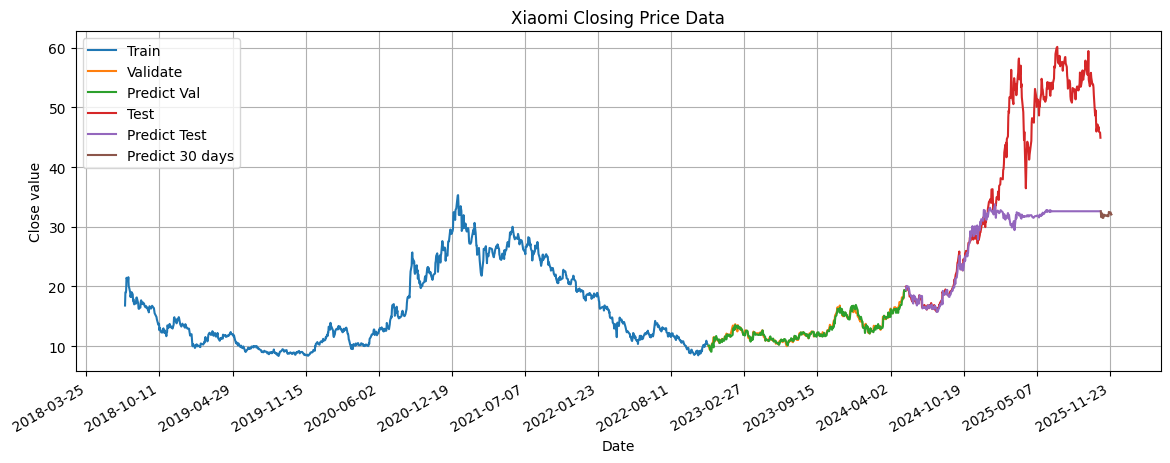 Xiaomi Closing Price Data
Train
Validate
Predict Val
Test
Predict Test
Predict 30 days
Close value
60
50
40
30
20
10
2018-03-25
2018-10-11
2019-04-29
2019-11-15
2020-06-02
2020-12-19
2021-07-07
2022-01-23
2022-08-11
2023-02-27
2023-09-15
2024-04-02
2024-10-19
2025-05-07
2025-11-23
Date